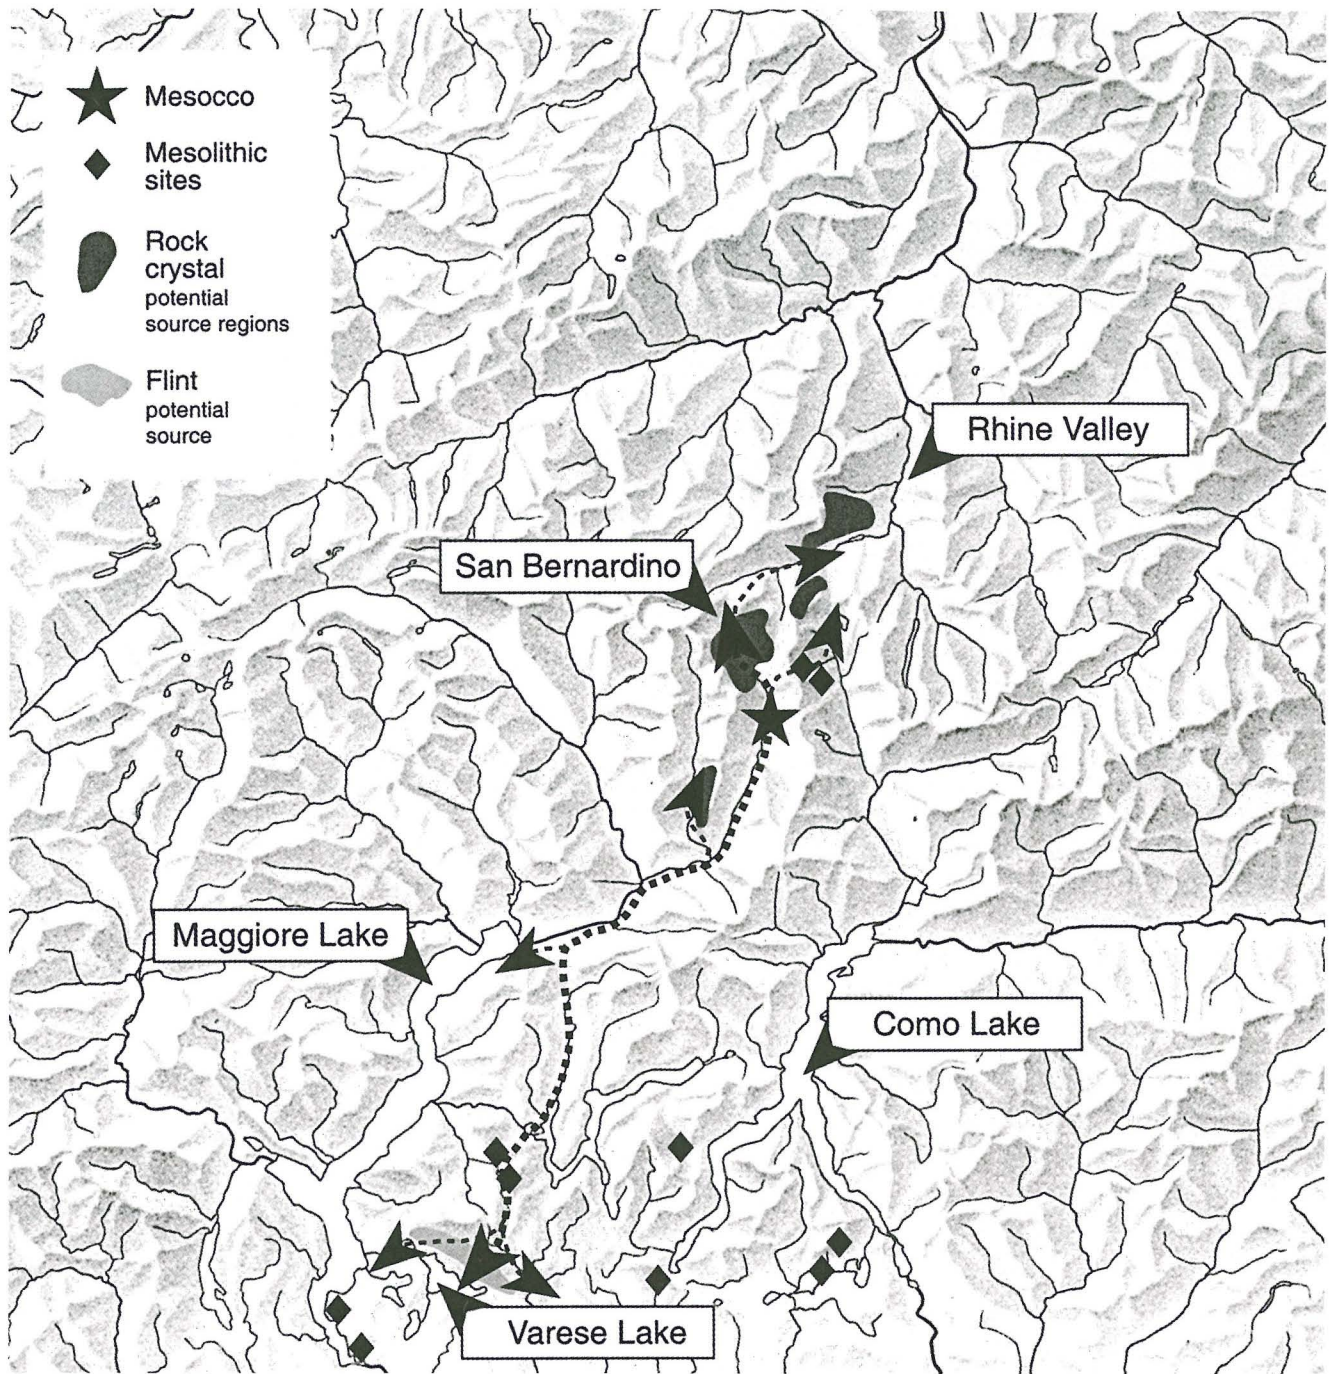 Mesocco
Mesolithic
sites
Rock
crystal
potential
source regions
Flint
potential
source
Rhine Valley
San Bernardino
Maggiore Lake
Como Lake
Varese Lake